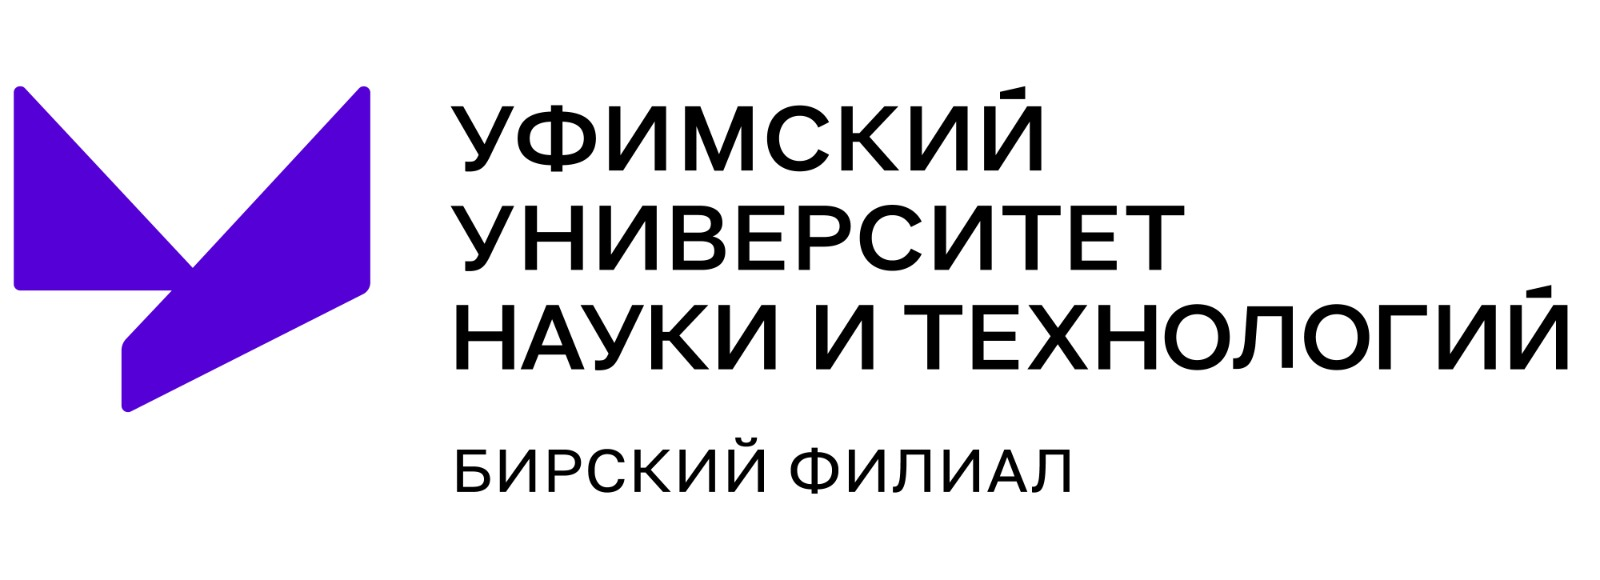 УФИМСКИЙ
УНИВЕРСИТЕТ
НАУКИ И ТЕХНОЛОГИЙ
БИРСКИЙ ФИЛИАЛ